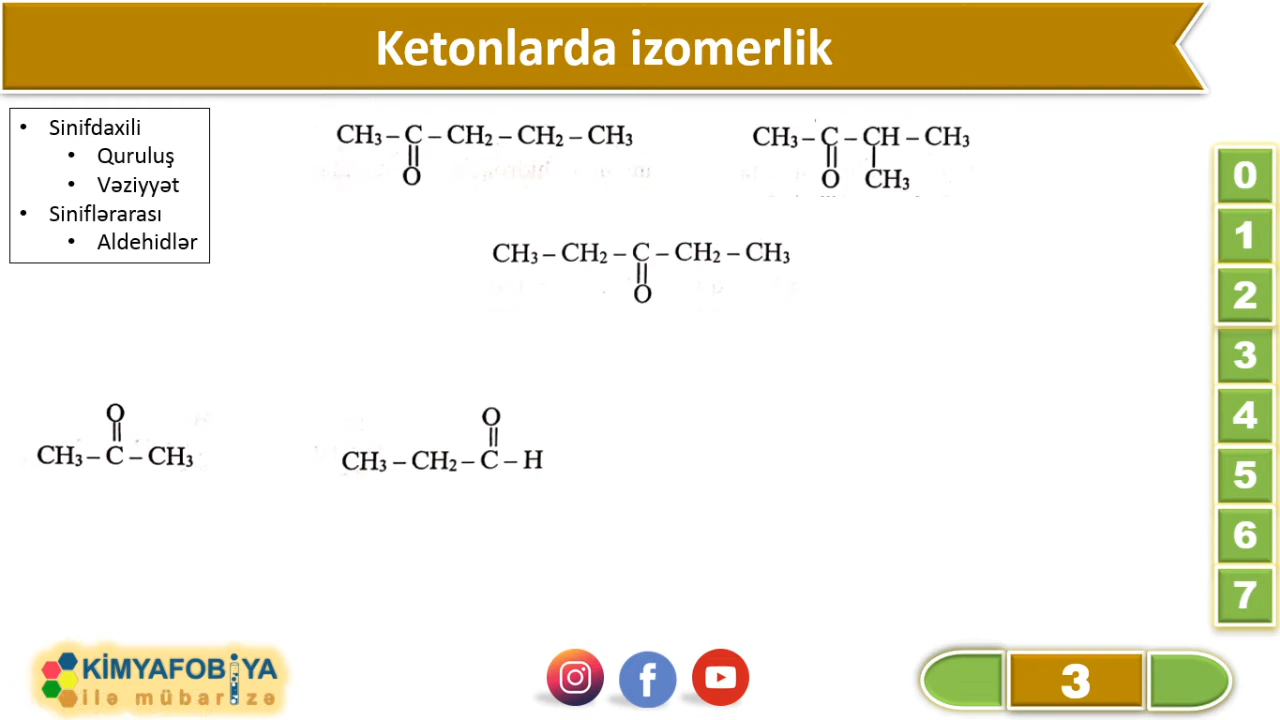 Ketonlarda izomerlik
• Sinifdaxili
• Quruluş
• Vəziyyət
• Siniflərarası
• Aldehidlər
CH₃ – C – CH₂ – CH₂ – CH₃
||
O
CH₃ – C – CH – CH₃
|| |
O CH₃
CH₃ – CH₂ – C – CH₂ – CH₃
||
O
O
||
CH₃ – C – CH₃
O
||
CH₃ – CH₂ – C – H
0
1
2
3
4
5
6
7
KİMYAFOBİYA
ilə mübarizə
3